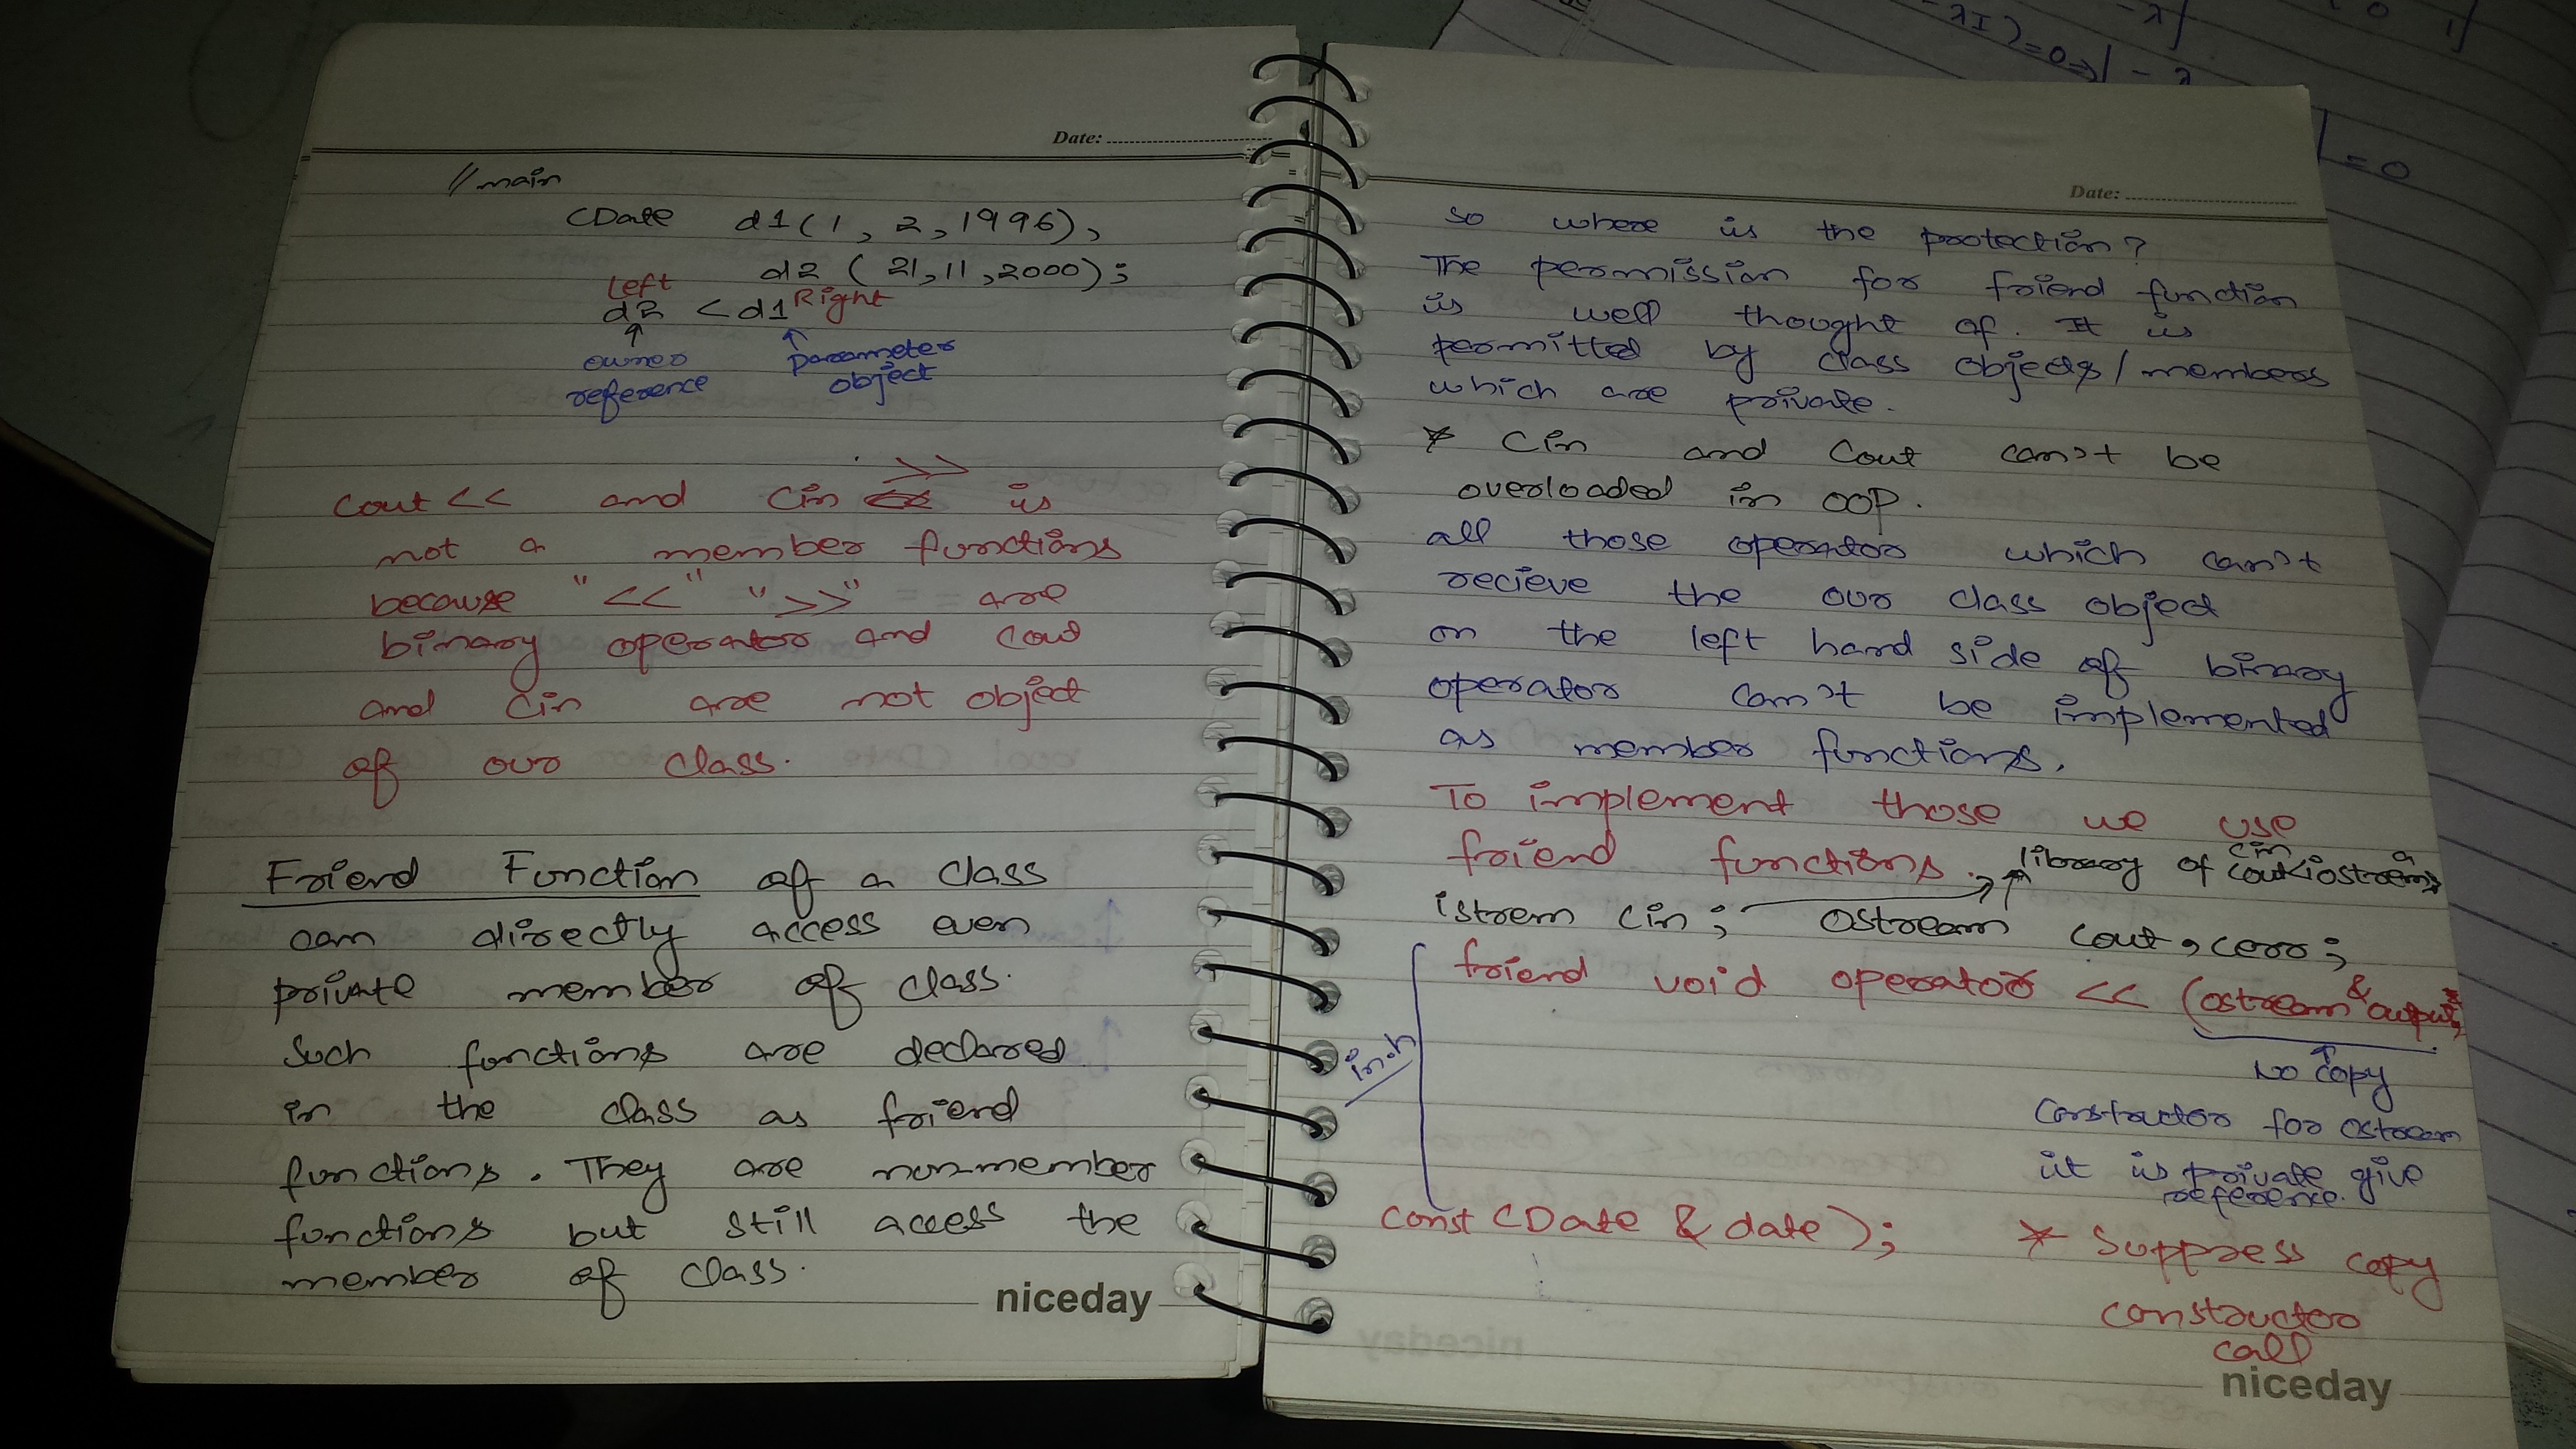 Date:
// main
CDate d1(1, 2, 1996),
d2 (21, 11, 2000);
Left
d2 < d1 Right
owner reference
parameter object
>>
cout << and cin is
not a member functions
because "<<" ">>" are
binary operator and cout
and cin are not object
of our class.
Friend Function of a class
can directly access even
private member of class.
Such functions are declared
in the class as friend
functions. They are non-member
functions but still access the
member of class.
niceday
Date:
so where is the protection?
The permission for friend function
is well thought of. It is
permitted by class objects/members
which are private.
* Cin and Cout can't be
overloaded in OOP.
all those operator which can't
recieve the our class object
on the left hand side of binary
operator can't be implemented
as member functions.
To implement those we use
friend functions.
library of cin cout <iostream>
istrem cin; Ostream cout, cerr;
friend void operator << (ostream & output,
in .h
No copy
constructor for ostream
it is private give
reference.
const CDate & date);
* Suppress copy
constructor
call
niceday
-λI)=0
-λ
=0